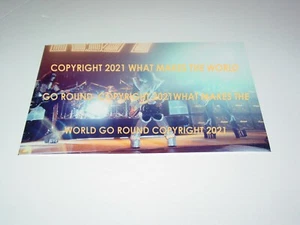 COPYRIGHT 2021 WHAT MAKES THE WORLD
GO ROUND COPYRIGHT 2021WHAT MAKES THE
WORLD GO ROUND COPYRIGHT 2021